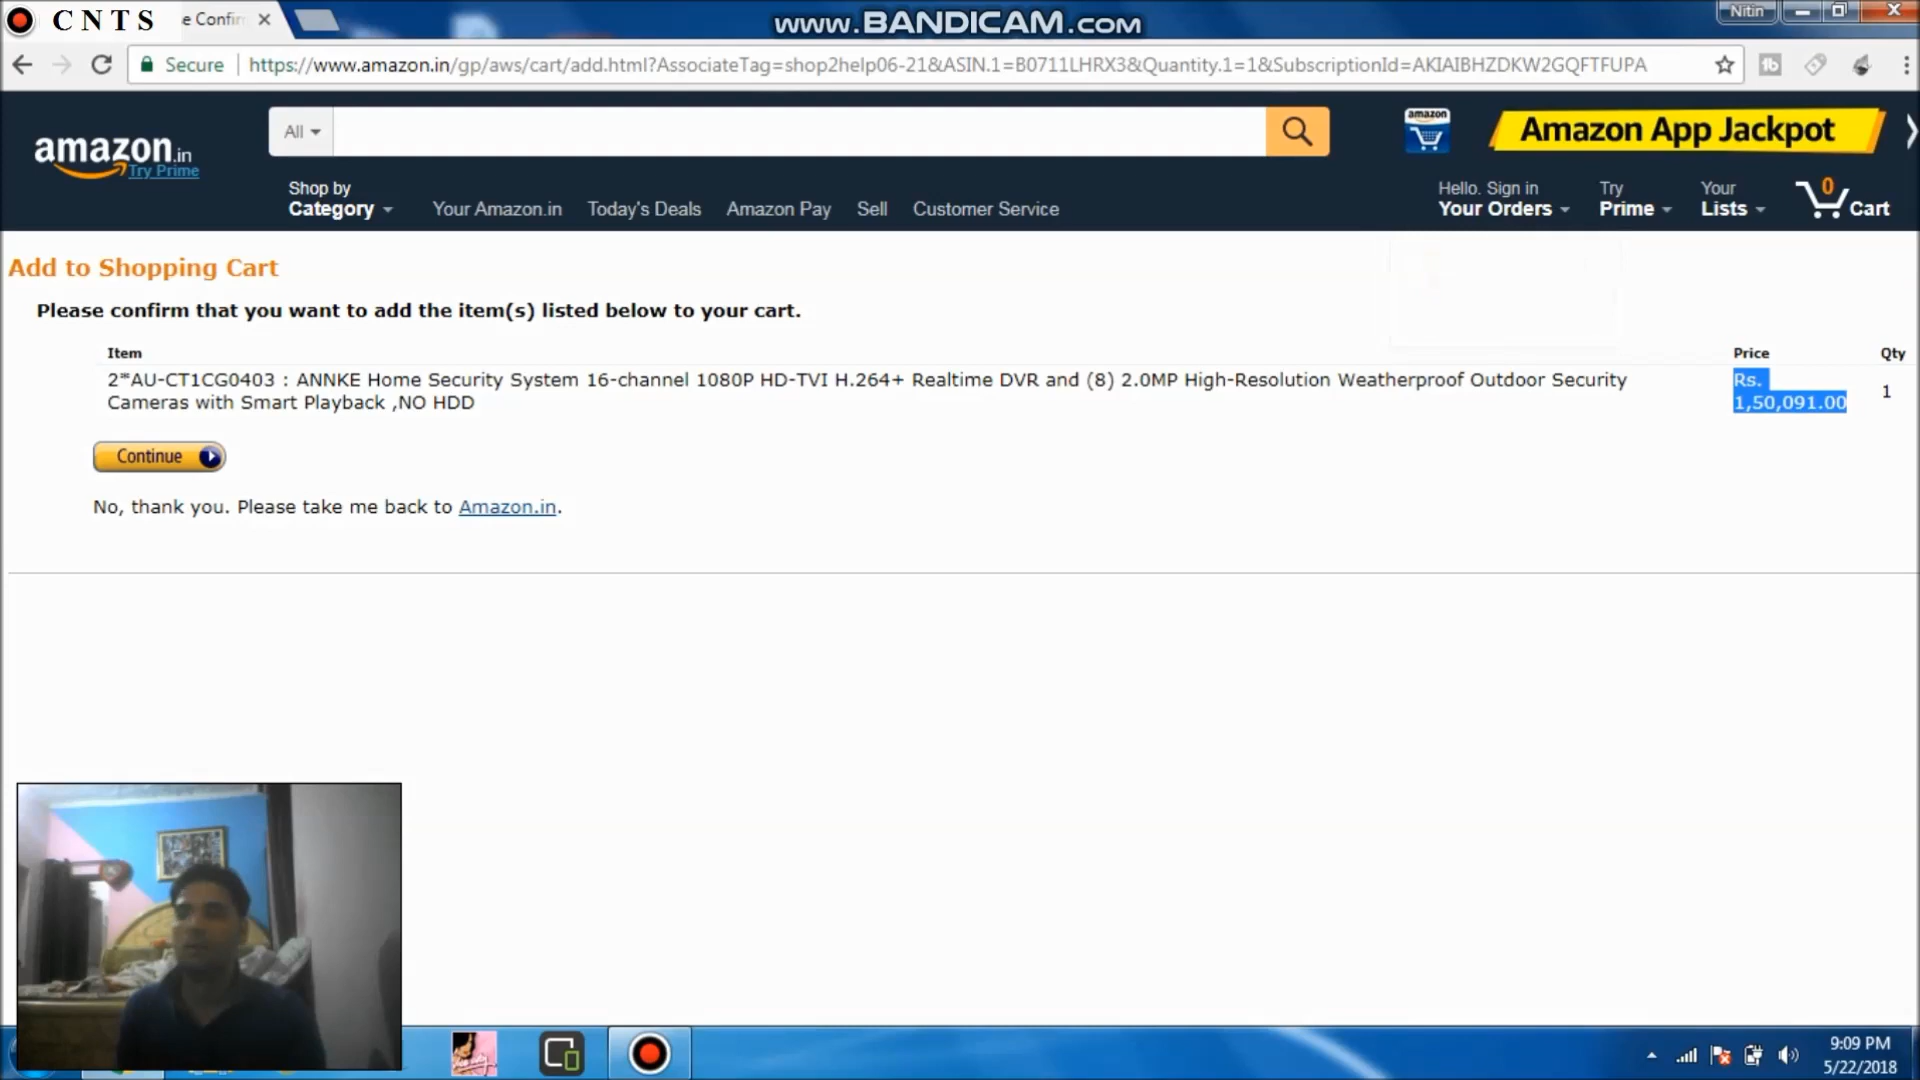 CNTS
e Confir
www.BANDICAM.com
Nitin
Secure
https://www.amazon.in/gp/aws/cart/add.html?AssociateTag=shop2help06-21&ASIN.1=B0711LHRX3&Quantity.1=1&SubscriptionId=AKIAIBHZDKW2GQFTFUPA
amazon.in
Try Prime
All
amazon
Amazon App Jackpot
Shop by
Category
Your Amazon.in
Today's Deals
Amazon Pay
Sell
Customer Service
Hello. Sign in
Your Orders
Try
Prime
Your
Lists
0
Cart
Add to Shopping Cart
Please confirm that you want to add the item(s) listed below to your cart.
Item
Price
Qty
2*AU-CT1CG0403 : ANNKE Home Security System 16-channel 1080P HD-TVI H.264+ Realtime DVR and (8) 2.0MP High-Resolution Weatherproof Outdoor Security
Cameras with Smart Playback ,NO HDD
Rs.
1,50,091.00
1
Continue
No, thank you. Please take me back to Amazon.in.
9:09 PM
5/22/2018